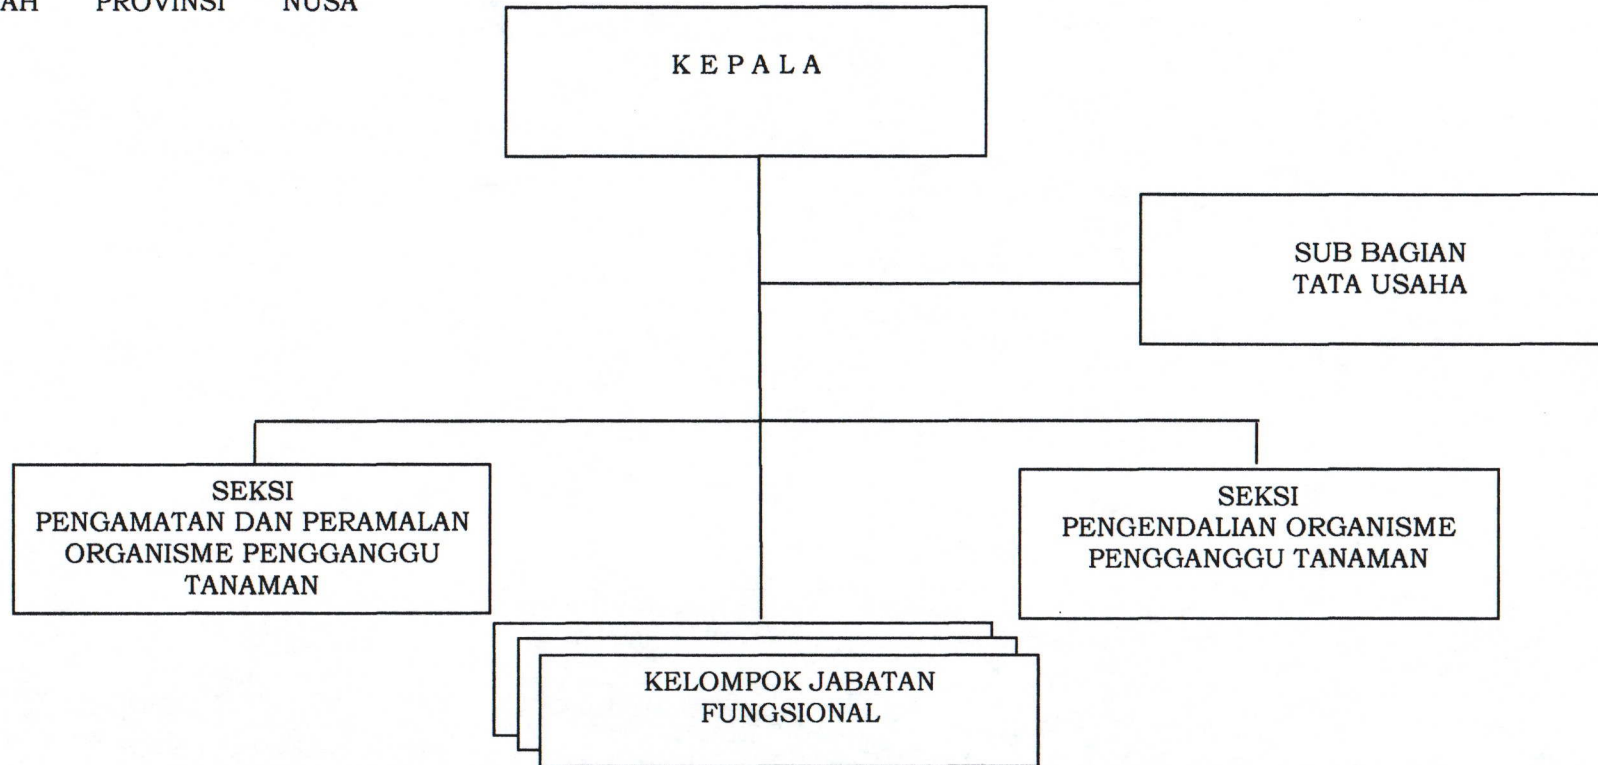 AH PROVINSI NUSA
K E P A L A
SUB BAGIAN
TATA USAHA
SEKSI
PENGAMATAN DAN PERAMALAN
ORGANISME PENGGANGGU
TANAMAN
SEKSI
PENGENDALIAN ORGANISME
PENGGANGGU TANAMAN
KELOMPOK JABATAN
FUNGSIONAL